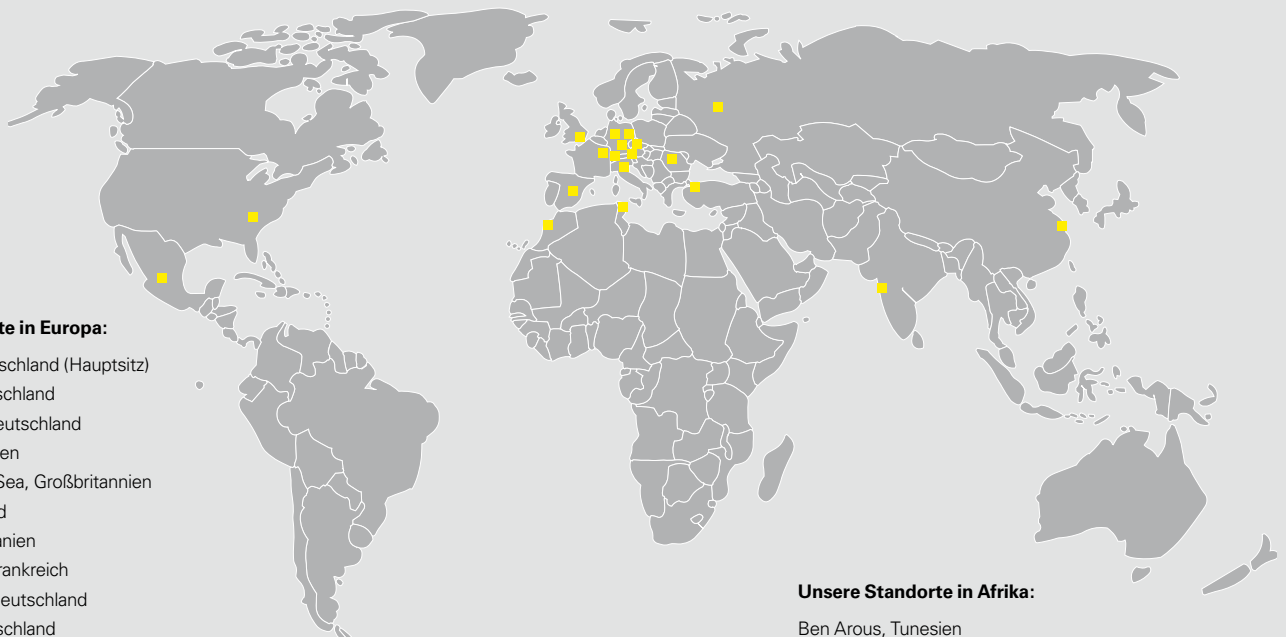 te in Europa:
schland (Hauptsitz)
schland
eutschland
en
Sea, Großbritannien
d
anien
rankreich
eutschland
schland
Unsere Standorte in Afrika:
Ben Arous, Tunesien